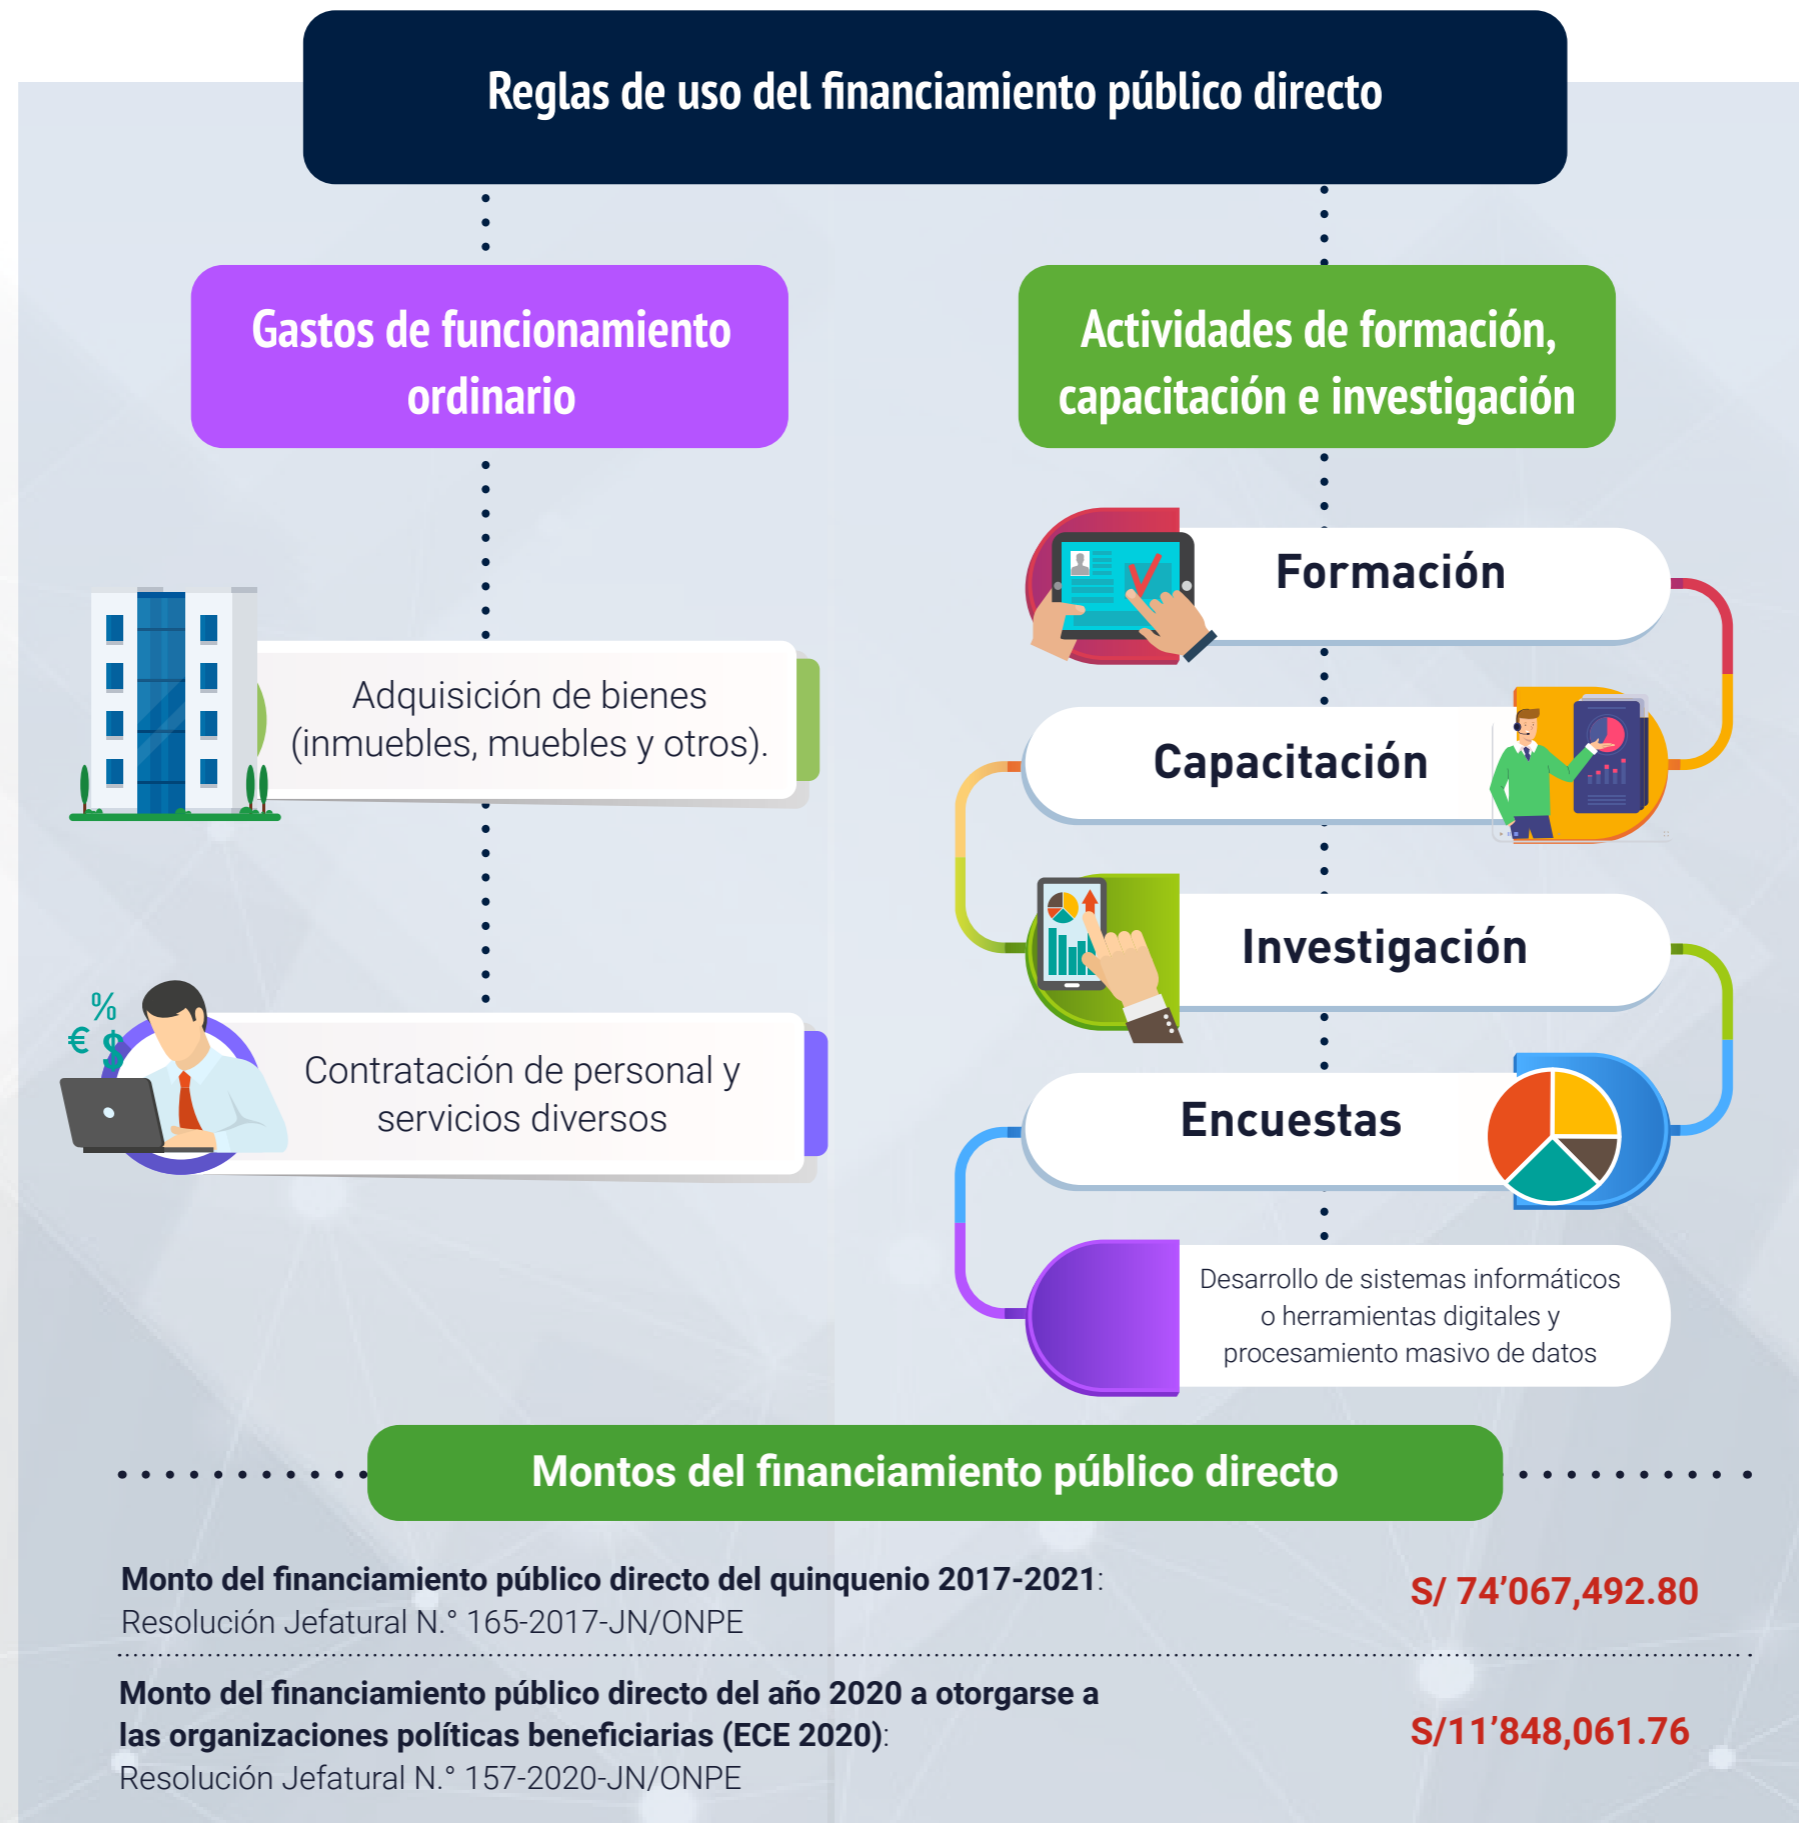 Reglas de uso del financiamiento público directo
Gastos de funcionamiento
ordinario
Adquisición de bienes
(inmuebles, muebles y otros).
%
€ $
Contratación de personal y
servicios diversos
Actividades de formación,
capacitación e investigación
Formación
Capacitación
Investigación
Encuestas
Desarrollo de sistemas informáticos
o herramientas digitales y
procesamiento masivo de datos
Montos del financiamiento público directo
Monto del financiamiento público directo del quinquenio 2017-2021:
Resolución Jefatural N.° 165-2017-JN/ONPE
S/ 74’067,492.80
Monto del financiamiento público directo del año 2020 a otorgarse a
las organizaciones políticas beneficiarias (ECE 2020):
Resolución Jefatural N.° 157-2020-JN/ONPE
S/11’848,061.76